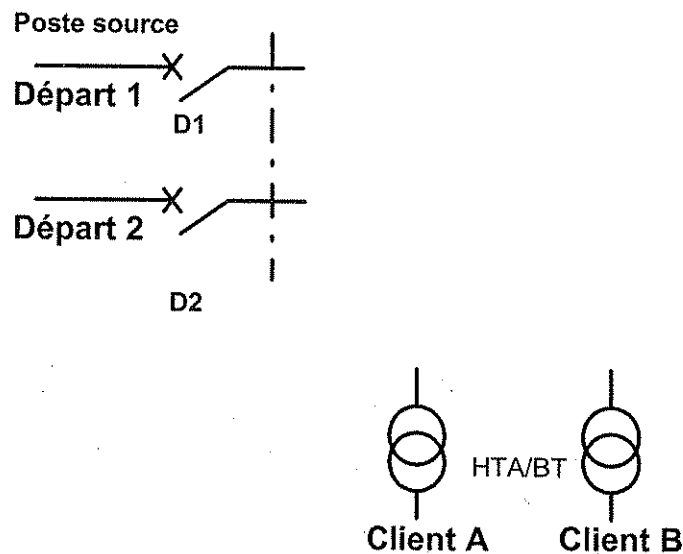 Poste source
Départ 1
D1
Départ 2
D2
HTA/BT
Client A
Client B